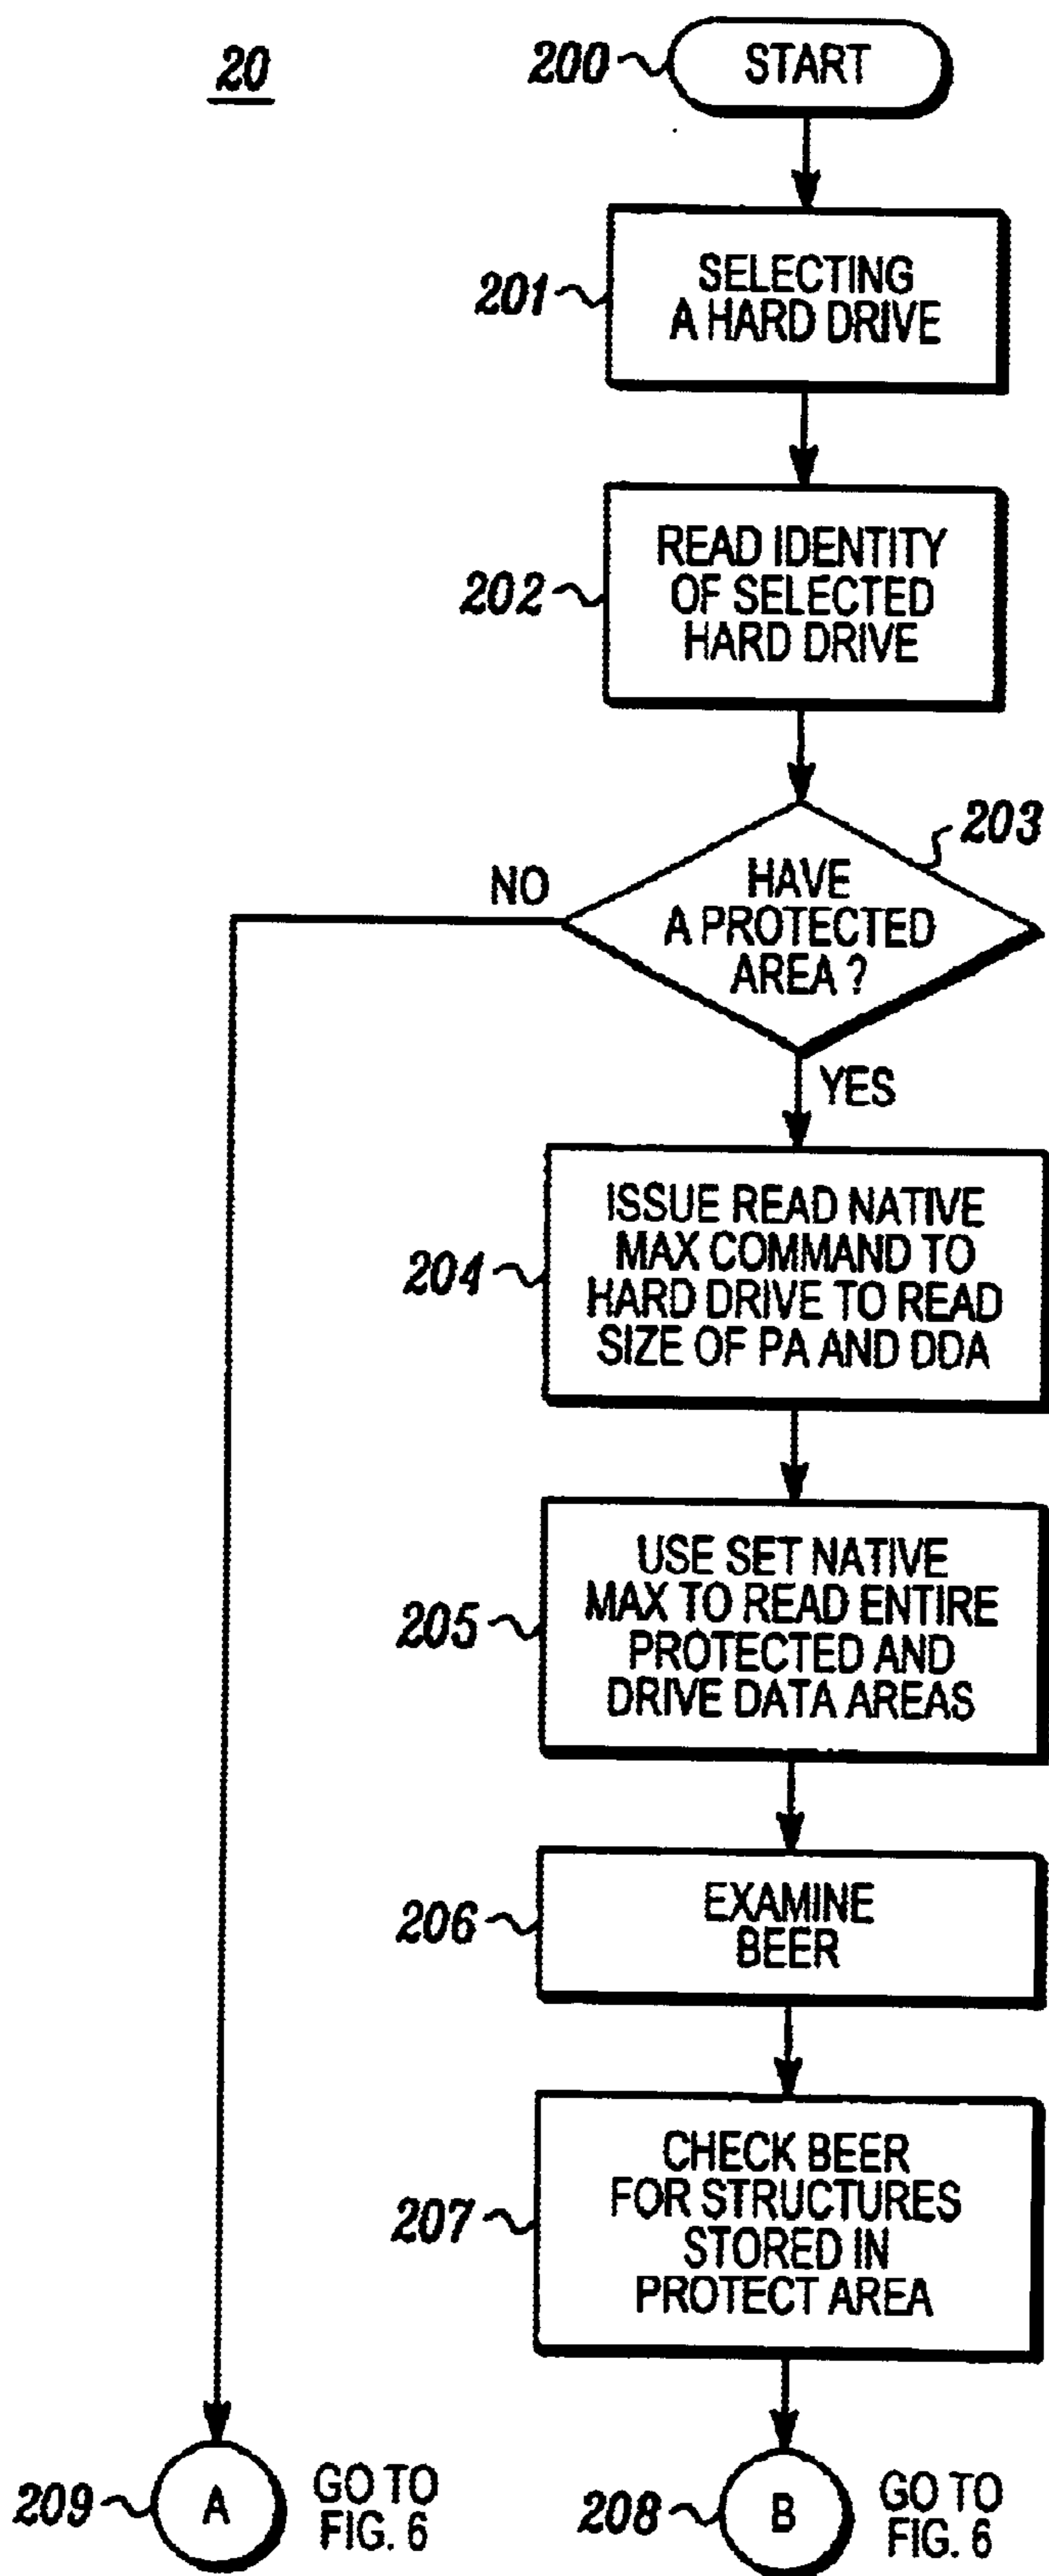 20
200
START
201
SELECTING
A HARD DRIVE
202
READ IDENTITY
OF SELECTED
HARD DRIVE
203
HAVE
A PROTECTED
AREA ?
NO
YES
204
ISSUE READ NATIVE
MAX COMMAND TO
HARD DRIVE TO READ
SIZE OF PA AND DDA
205
USE SET NATIVE
MAX TO READ ENTIRE
PROTECTED AND
DRIVE DATA AREAS
206
EXAMINE
BEER
207
CHECK BEER
FOR STRUCTURES
STORED IN
PROTECT AREA
209
A
GO TO
FIG. 6
208
B
GO TO
FIG. 6